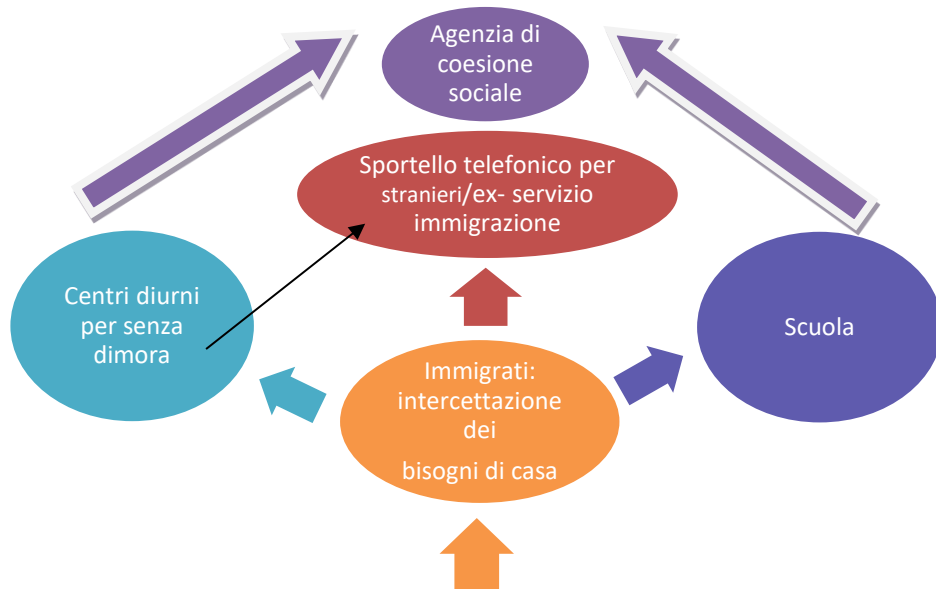 Agenzia di
coesione
sociale
Sportello telefonico per
stranieri/ex- servizio
immigrazione
Centri diurni
per senza
dimora
Scuola
Immigrati:
intercettazione
dei
bisogni di casa